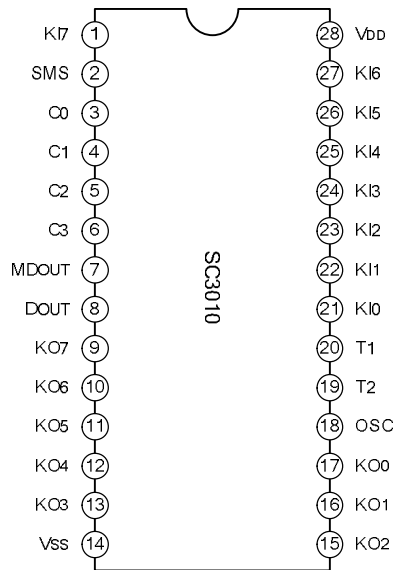 KI7 1 28 VDD
SMS 2 27 KI6
C0 3 26 KI5
C1 4 25 KI4
C2 5 24 KI3
C3 6 23 KI2
MDOUT 7 22 KI1
DOUT 8 21 KI0
KO7 9 20 T1
KO6 10 19 T2
KO5 11 18 OSC
KO4 12 17 KO0
KO3 13 16 KO1
VSS 14 15 KO2
SC3010